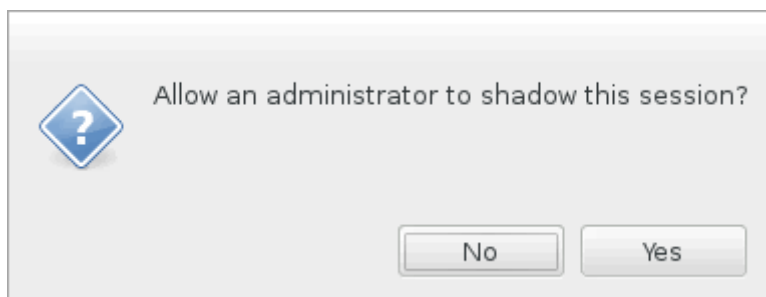 Allow an administrator to shadow this session?
No
Yes